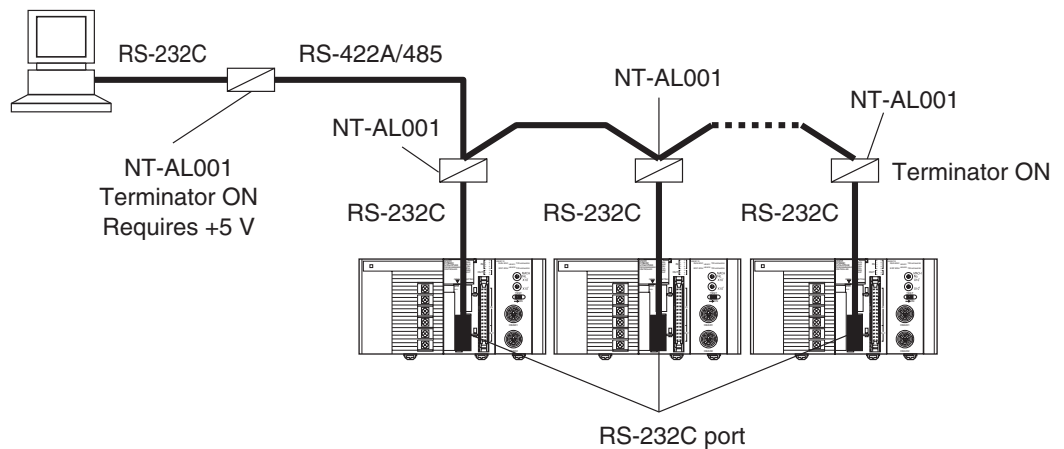 RS-232C
RS-422A/485
NT-AL001
NT-AL001
NT-AL001
NT-AL001
Terminator ON
Requires +5 V
Terminator ON
RS-232C
RS-232C
RS-232C
RS-232C port